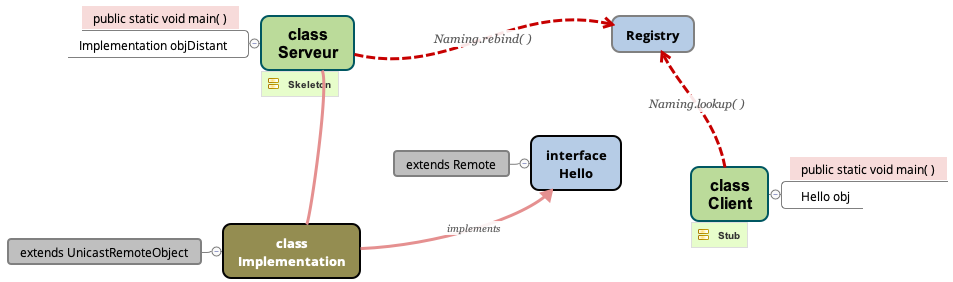 public static void main( )
Implementation objDistant
class
Serveur
Skeleton
Naming.rebind( )
Registry
Naming.lookup( )
extends Remote
interface
Hello
public static void main( )
class
Client
Hello obj
Stub
implements
extends UnicastRemoteObject
class
Implementation